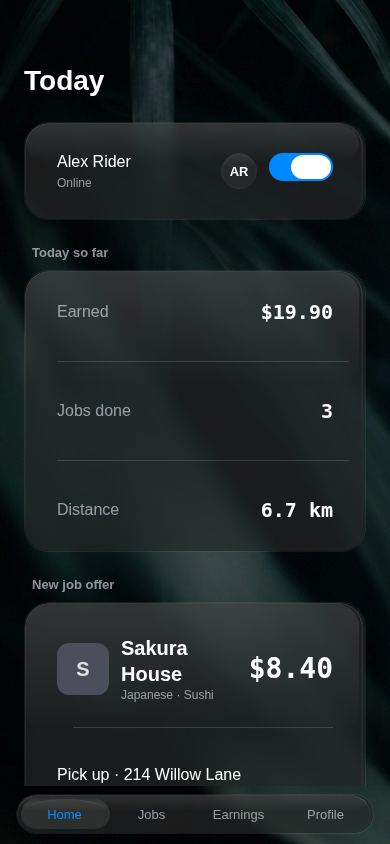 Today
Alex Rider
Online
AR
Today so far
Earned
$19.90
Jobs done
3
Distance
6.7 km
New job offer
S
Sakura
House
Japanese · Sushi
$8.40
Pick up · 214 Willow Lane
Home
Jobs
Earnings
Profile